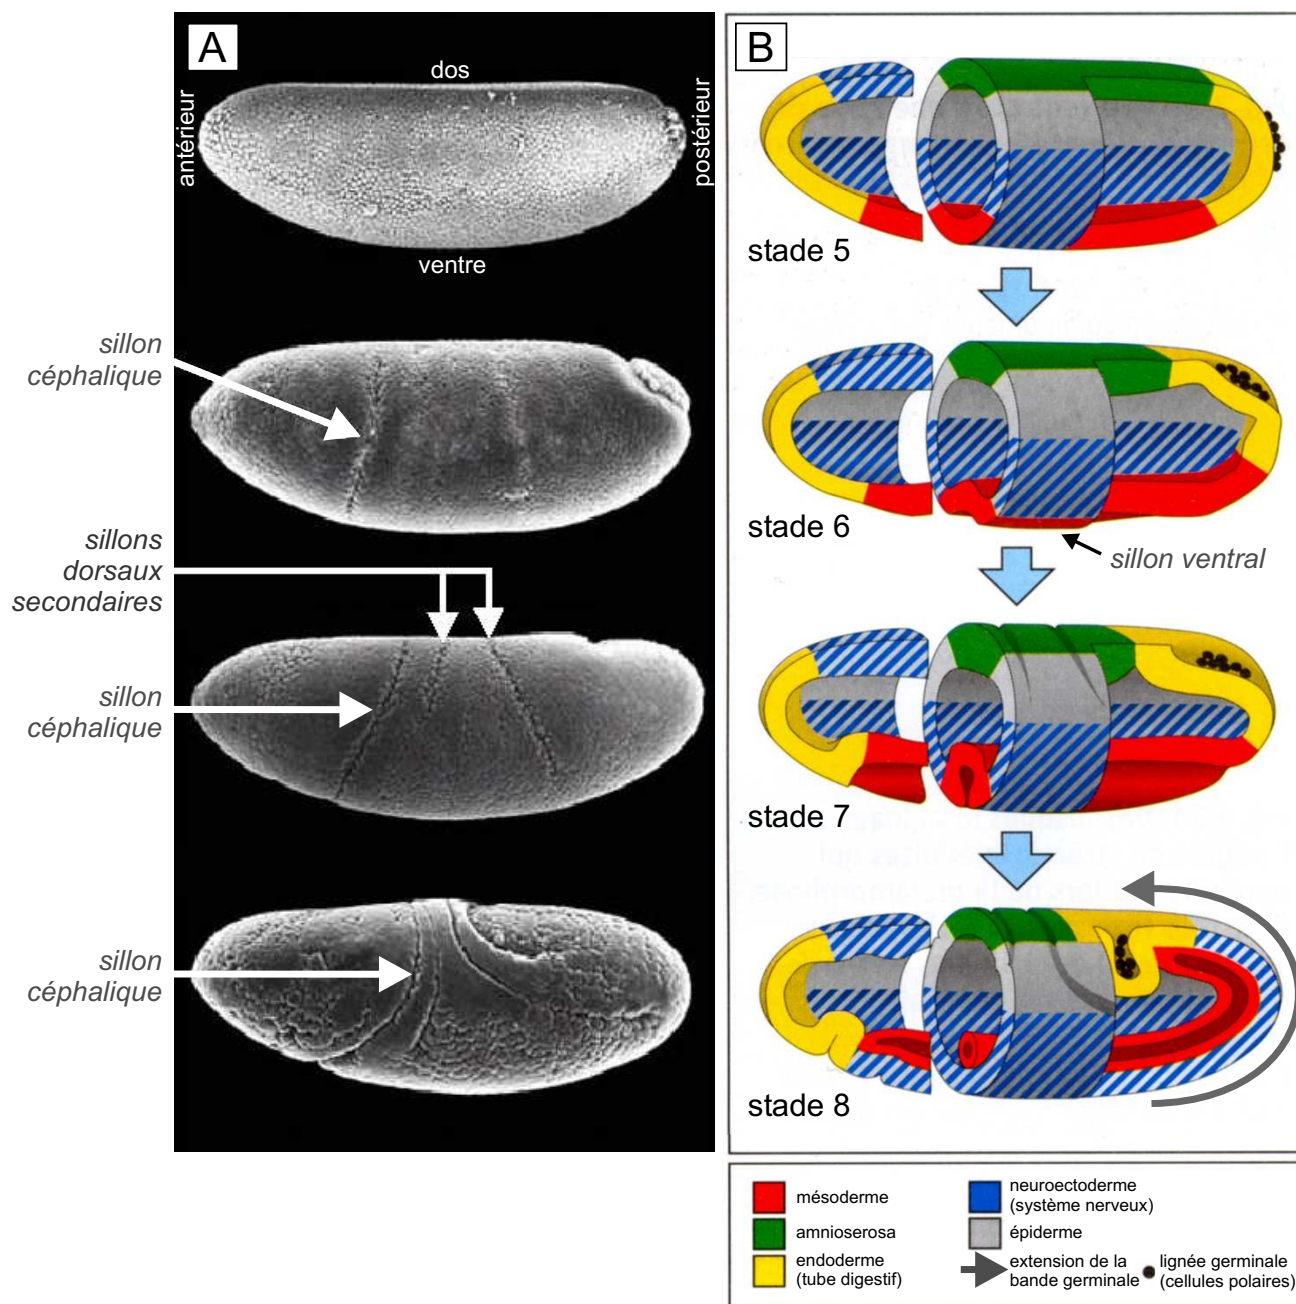 A
dos
antérieur
postérieur
ventre
sillon
céphalique
sillons
dorsaux
secondaires
sillon
céphalique
sillon
céphalique
B
stade 5
stade 6
sillon ventral
stade 7
stade 8
mésoderme
amnioserosa
endoderme
(tube digestif)
neuroectoderme
(système nerveux)
épiderme
extension de la
bande germinale
lignée germinale
(cellules polaires)